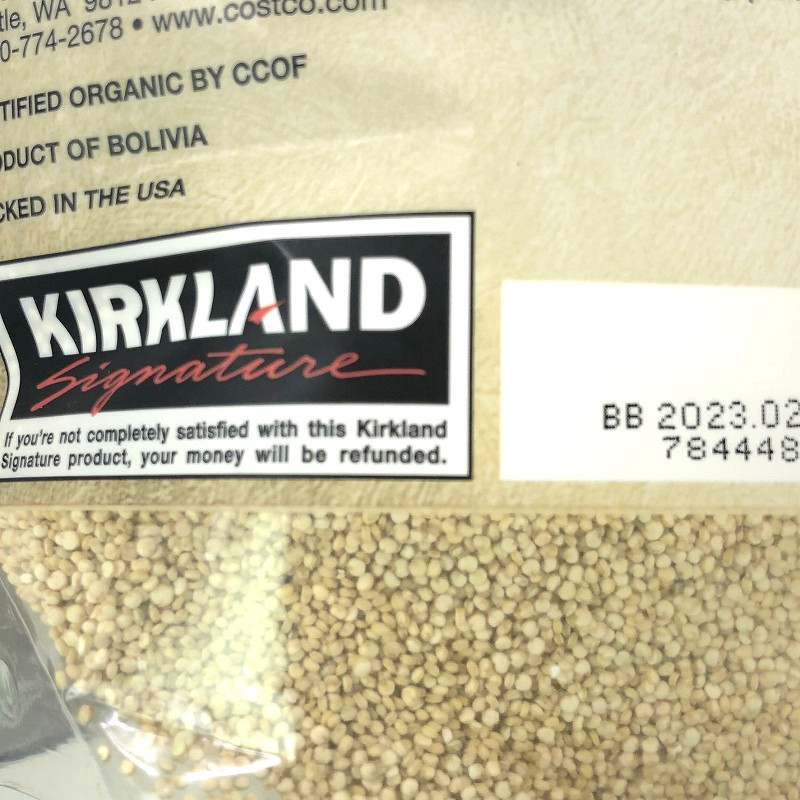 tle, WA 9812
0-774-2678 • www.costco.com
TIFIED ORGANIC BY CCOF
DUCT OF BOLIVIA
CKED IN THE USA
KIRKLAND
Signature
If you're not completely satisfied with this Kirkland
Signature product, your money will be refunded.
BB 2023.02
784448